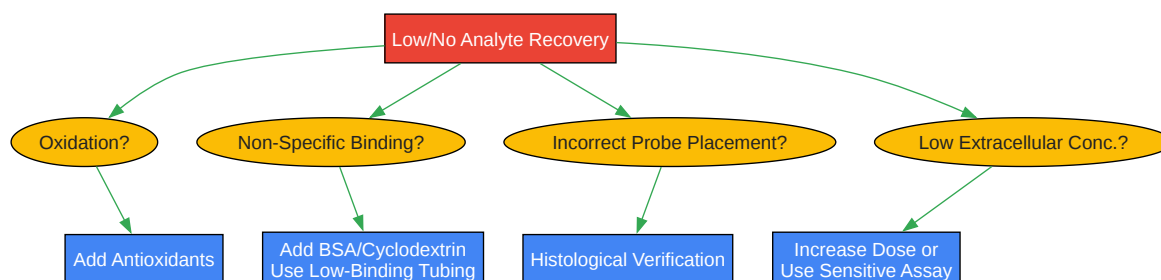 Low/No Analyte Recovery
Oxidation?
Non-Specific Binding?
Incorrect Probe Placement?
Low Extracellular Conc.?
Add Antioxidants
Add BSA/Cyclodextrin
Use Low-Binding Tubing
Histological Verification
Increase Dose or
Use Sensitive Assay